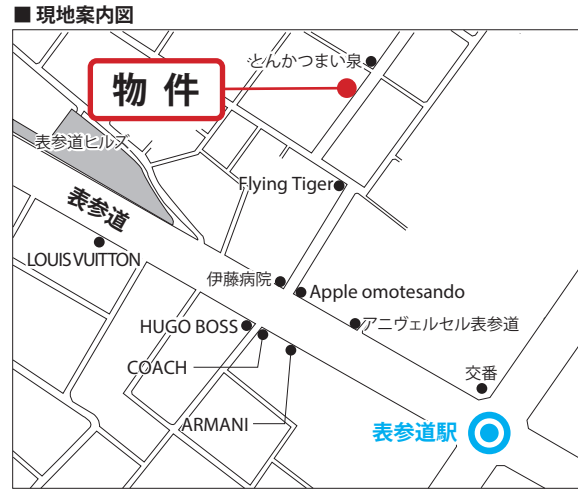 ■ 現地案内図
とんかつまい泉
物 件
表参道ヒルズ
Flying Tiger
表参道
LOUIS VUITTON
伊藤病院
Apple omotesando
HUGO BOSS
アニヴェルセル表参道
COACH
交番
ARMANI
表参道駅